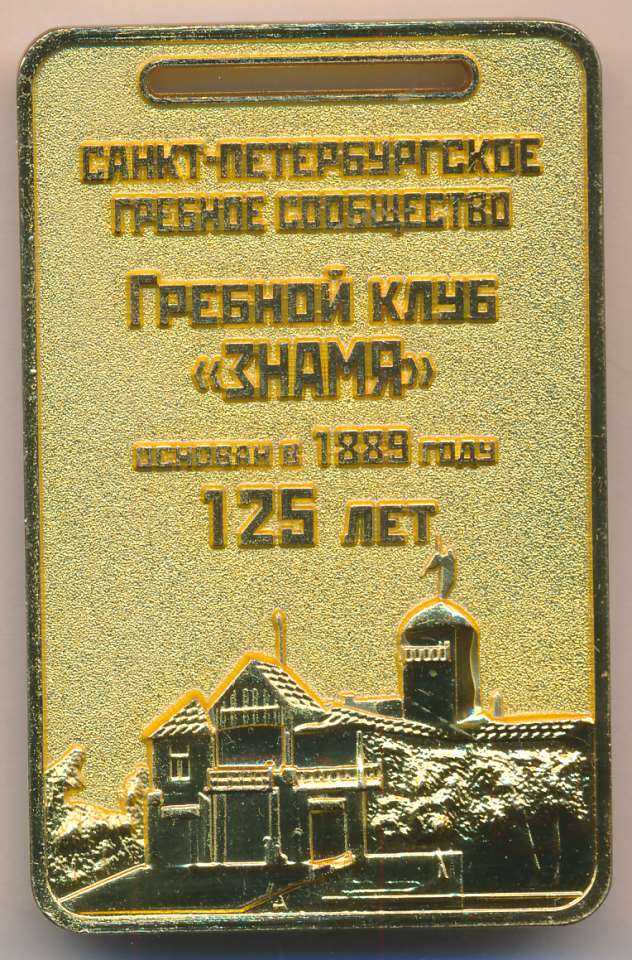 САНКТ-ПЕТЕРБУРГСКОЕ
ГРЕБНОЕ СООБЩЕСТВО
ГРЕБНОЙ КЛУБ
«ЗНАМЯ»
ОСНОВАН В 1889 ГОДУ
125 ЛЕТ